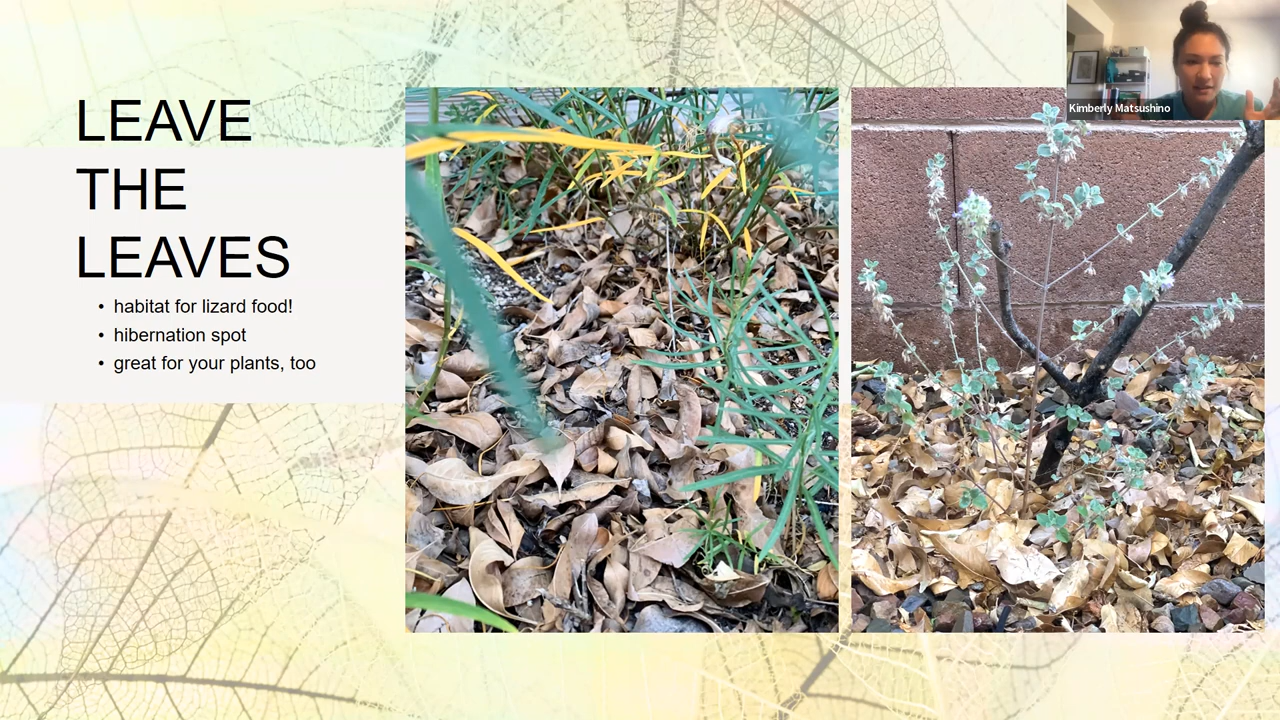 LEAVE
THE
LEAVES
• habitat for lizard food!
• hibernation spot
• great for your plants, too
Kimberly Matsushino